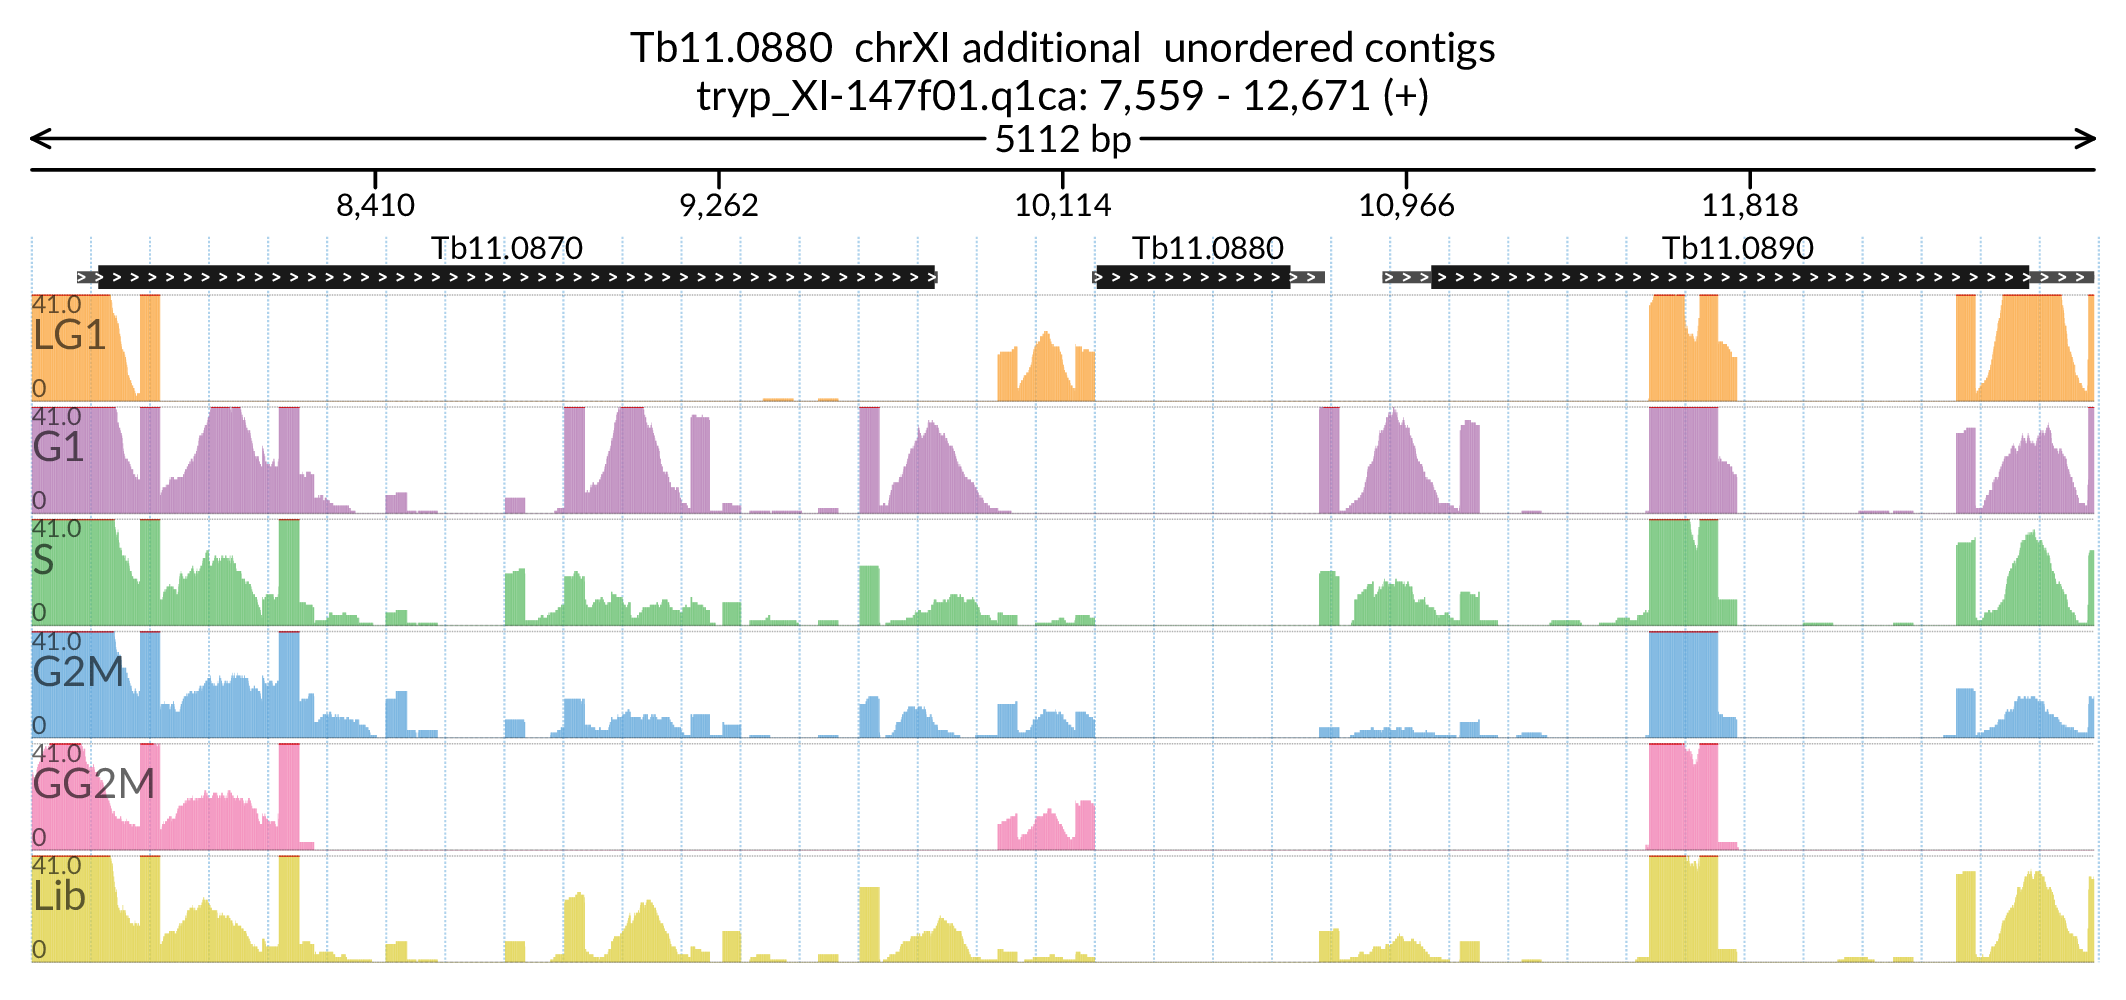 Tb11.0880  chrXI additional  unordered contigs
tryp_XI-147f01.q1ca: 7,559 - 12,671 (+)
5112 bp
8,410 9,262 10,114 10,966 11,818
Tb11.0870 Tb11.0880 Tb11.0890
41.0
LG1
0
41.0
G1
0
41.0
S
0
41.0
G2M
0
41.0
GG2M
0
41.0
Lib
0